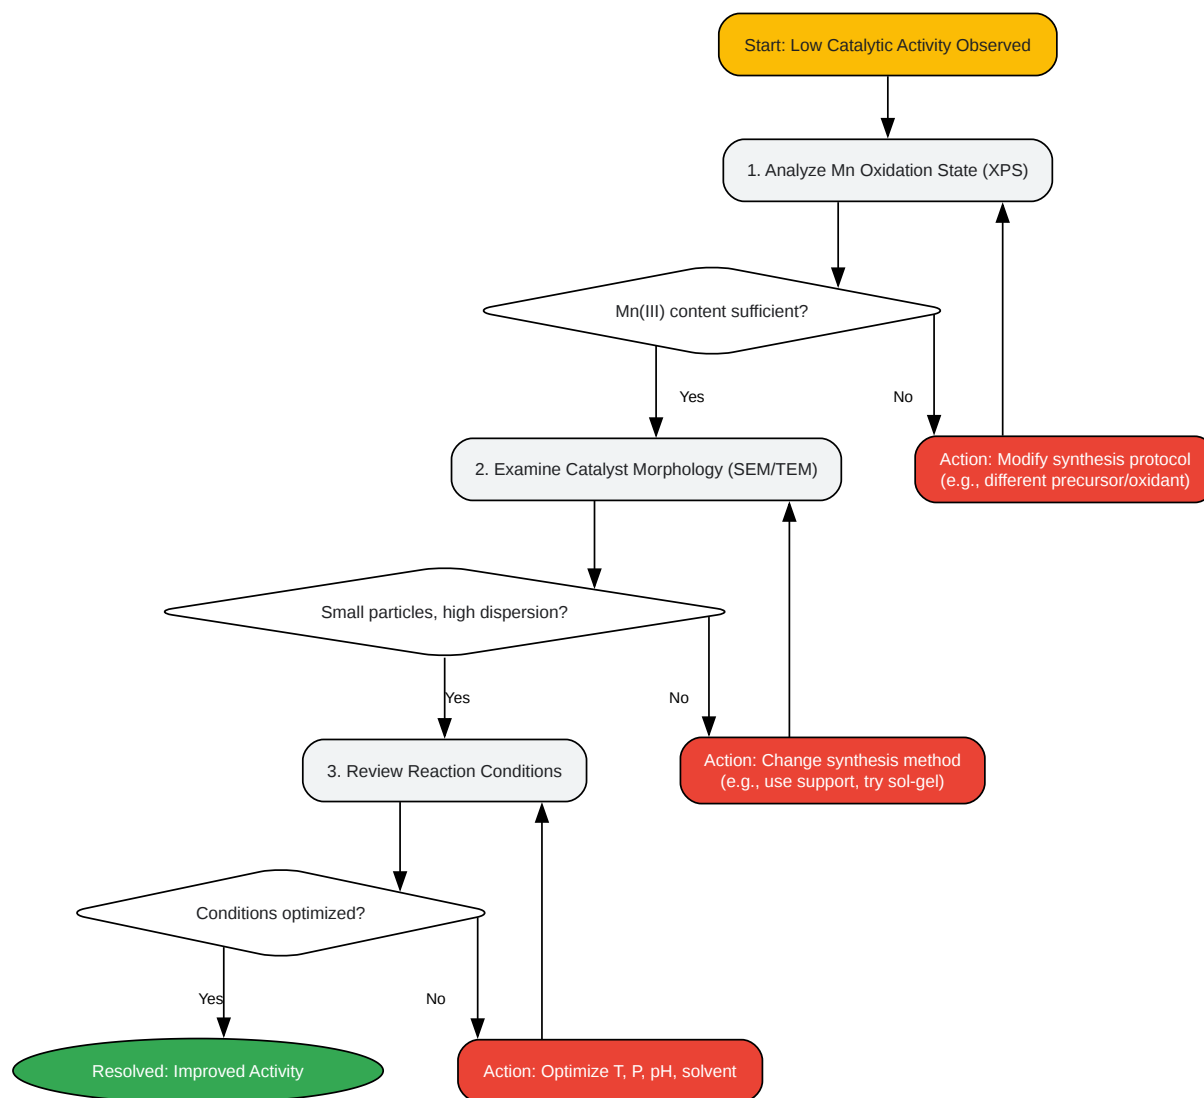 Start: Low Catalytic Activity Observed
1. Analyze Mn Oxidation State (XPS)
Mn(III) content sufficient?
Yes
No
2. Examine Catalyst Morphology (SEM/TEM)
Action: Modify synthesis protocol
(e.g., different precursor/oxidant)
Small particles, high dispersion?
Yes
No
3. Review Reaction Conditions
Action: Change synthesis method
(e.g., use support, try sol-gel)
Conditions optimized?
Yes
No
Resolved: Improved Activity
Action: Optimize T, P, pH, solvent